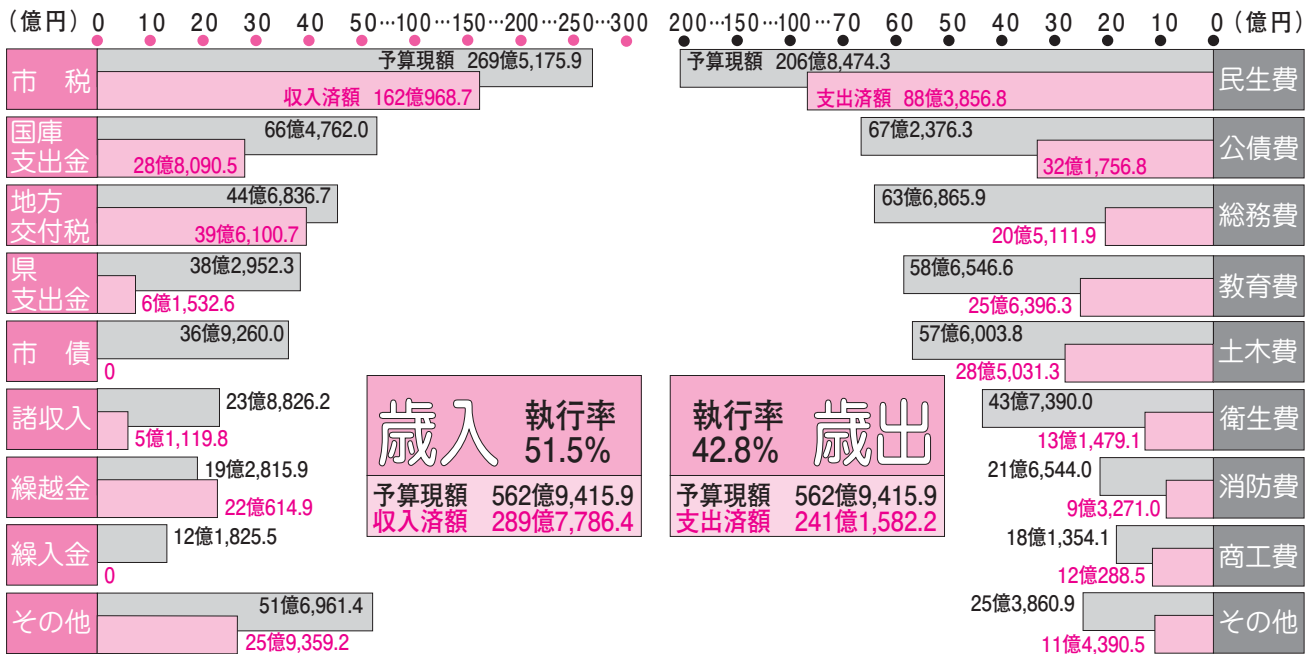 (億円) 0 10 20 30 40 50…100…150…200…250…300
200…150…100…70 60 50 40 30 20 10 0 (億円)
市 税
予算現額 269億5,175.9
収入済額 162億968.7
国庫
支出金
66億4,762.0
28億8,090.5
地方
交付税
44億6,836.7
39億6,100.7
県
支出金
38億2,952.3
6億1,532.6
市 債
36億9,260.0
0
諸収入
23億8,826.2
5億1,119.8
繰越金
19億2815.9
22億614.9
繰入金
12億1,825.5
0
その他
51億6,961.4
25億9,359.2
歳入
執行率
51.5%
予算現額 562億9,415.9
収入済額 289億7,786.4
予算現額 206億8,474.3
支出済額 88億3,856.8
民生費
67億2,376.3
32億1,756.8
公債費
63億6,865.9
20億5,111.9
総務費
58億6,546.6
25億6,396.3
教育費
57億6,003.8
28億5,031.3
土木費
43億7,390.0
13億1,479.1
衛生費
21億6,544.0
9億3,271.0
消防費
18億1,354.1
12億288.5
商工費
25億3,860.9
11億4,390.5
その他
執行率
42.8%
歳出
予算現額 562億9,415.9
支出済額 241億1,582.2